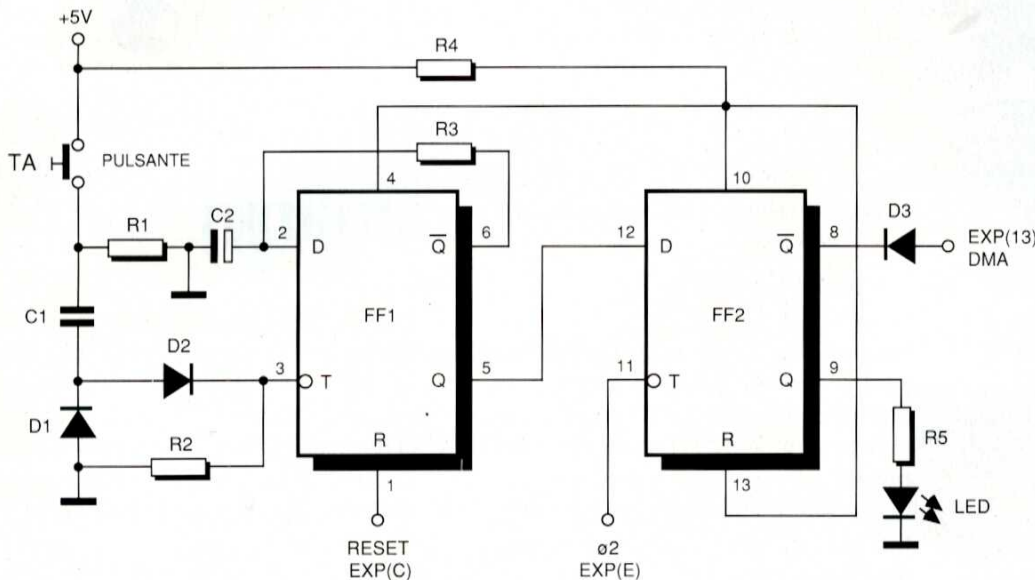 +5V
R4
R3
TA
PULSANTE
4
10
R1
C2
2
D
Q
6
12
D
Q
8
D3
EXP(13)
DMA
C1
FF1
FF2
D2
3
T
Q
5
11
T
Q
9
D1
R2
R
R
R5
1
13
LED
RESET
EXP(C)
ø2
EXP(E)